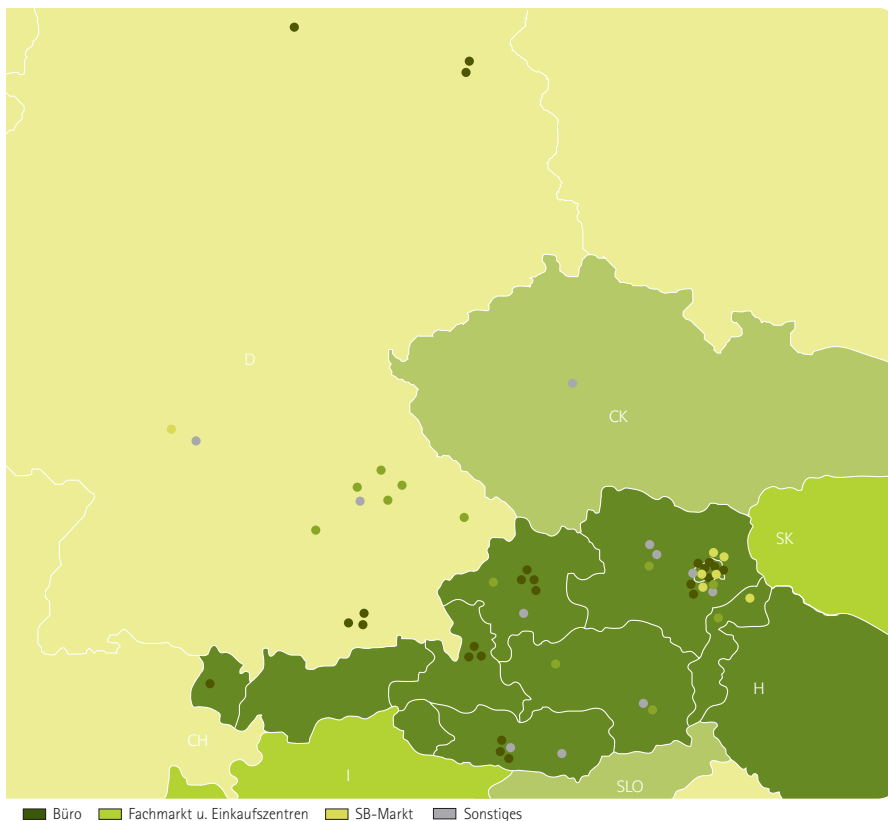 D
CK
SK
H
CH
I
SLO
Büro Fachmarkt u. Einkaufszentren SB-Markt Sonstiges